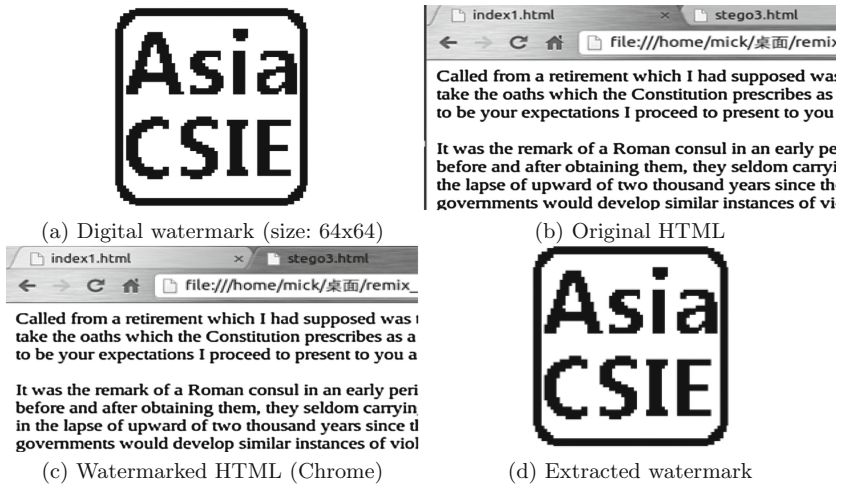 Asia
CSIE
(a) Digital watermark (size: 64x64)
index1.html × stego3.html
file:///home/mick/桌面/remix
Called from a retirement which I had supposed was
take the oaths which the Constitution prescribes as
to be your expectations I proceed to present to you
It was the remark of a Roman consul in an early pe
before and after obtaining them, they seldom carryi
the lapse of upward of two thousand years since th
governments would develop similar instances of vio
(b) Original HTML
index1.html × stego3.html
file:///home/mick/桌面/remix_
Called from a retirement which I had supposed was t
take the oaths which the Constitution prescribes as a
to be your expectations I proceed to present to you a
It was the remark of a Roman consul in an early peri
before and after obtaining them, they seldom carrying
in the lapse of upward of two thousand years since th
governments would develop similar instances of viol
(c) Watermarked HTML (Chrome)
Asia
CSIE
(d) Extracted watermark